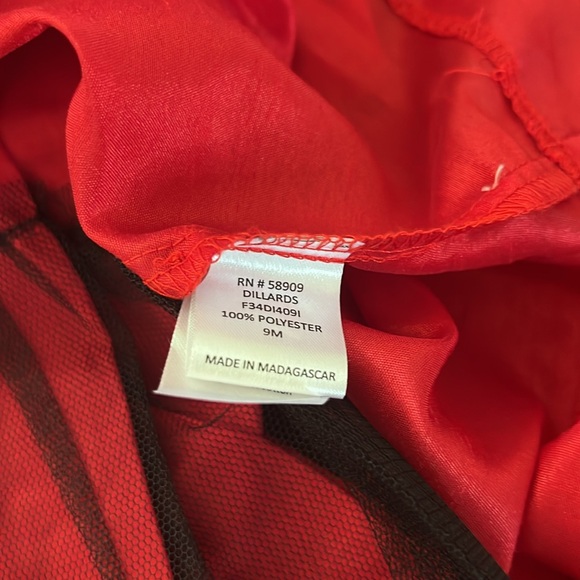 RN # 58909
DILLARDS
F34DI409I
100% POLYESTER
9M
MADE IN MADAGASCAR